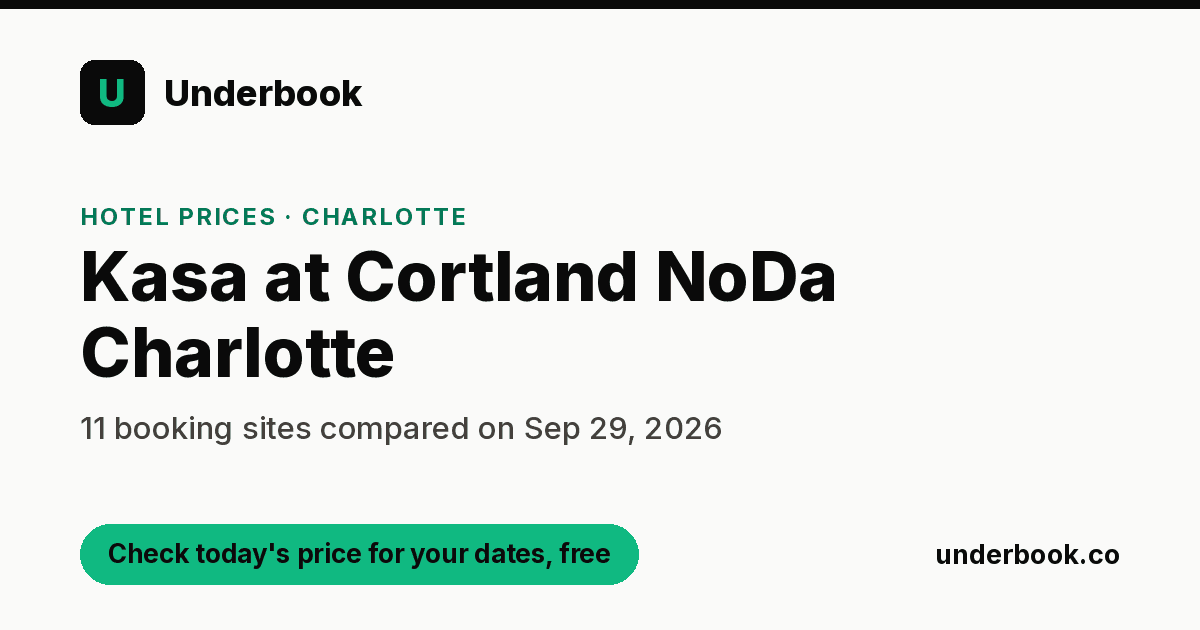 U Underbook
HOTEL PRICES · CHARLOTTE
Kasa at Cortland NoDa
Charlotte
11 booking sites compared on Sep 29, 2026
Check today's price for your dates, free
underbook.co